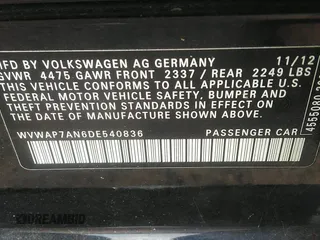 MFD BY VOLKSWAGEN AG GERMANY 11/12
GVWR 4475 GAWR FRONT 2337 / REAR 2249 LBS
THIS VEHICLE CONFORMS TO ALL APPLICABLE U.S.
FEDERAL MOTOR VEHICLE SAFETY, BUMPER AND
THEFT PREVENTION STANDARDS IN EFFECT ON THE
DATE OF MANUFACTURE SHOWN ABOVE.
WVWAP7AN6DE540836 PASSENGER CAR
4555080
IDREAMBID